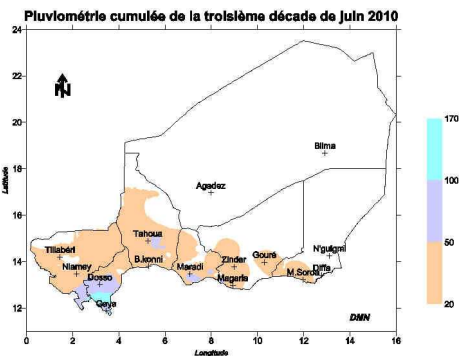 Pluviométrie cumulée de la troisième décade de juin 2010
24
22
20
18
16
14
12
Latitude
N
Bilma
Agadez
Tahoua
Tillabéri
Niamey
Dosso
B.konni
Maradi
Zinder
Magaria
Gouré
M.Soroa
N'guigmi
Diffa
Gaya
DMN
0 2 4 6 8 10 12 14 16
Longitude
170
100
50
20